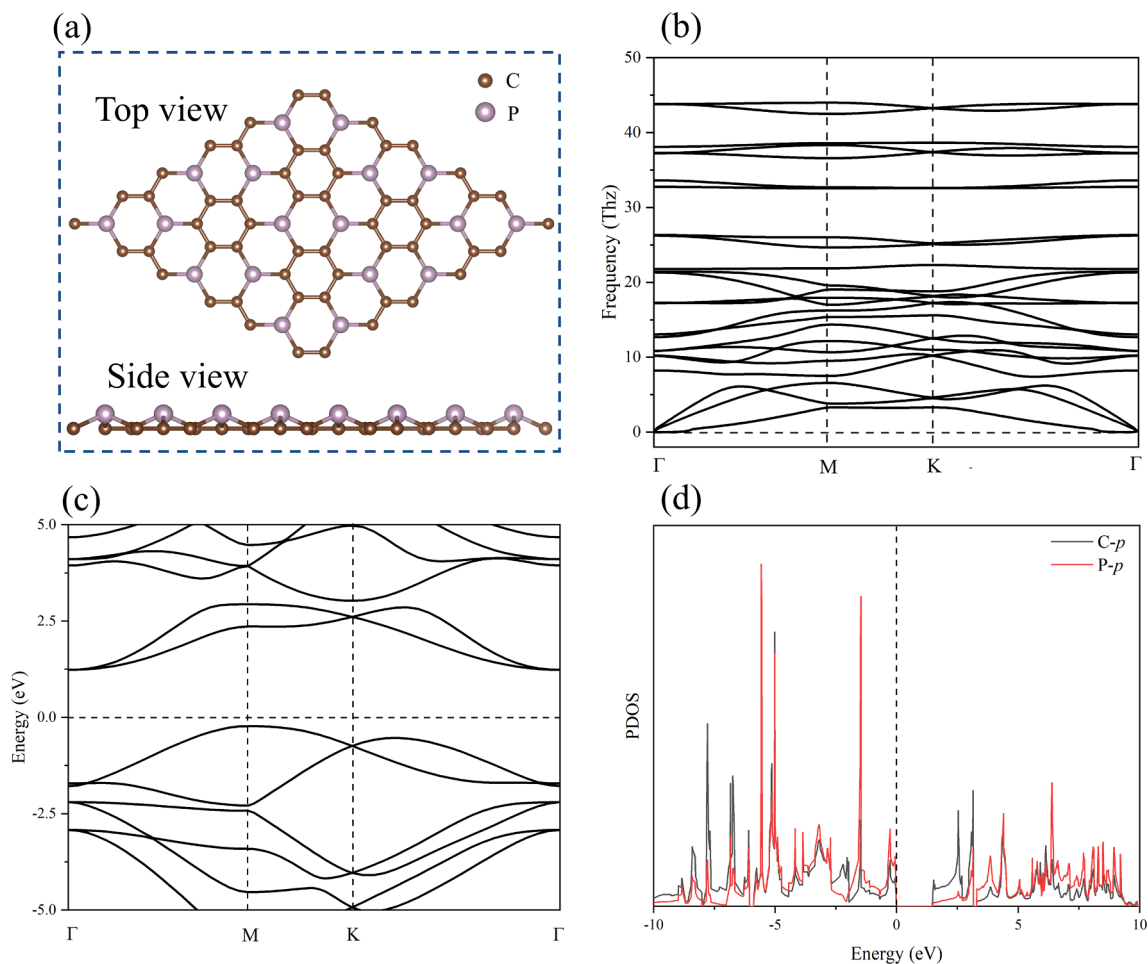 (a)
Top view
C
P
Side view
(b)
50
40
30
20
10
0
Frequency (Thz)
Γ M K Γ
(c)
5.0
2.5
0.0
-2.5
-5.0
Energy (eV)
Γ M K Γ
(d)
C-p
P-p
PDOS
-10 -5 0 5 10
Energy (eV)